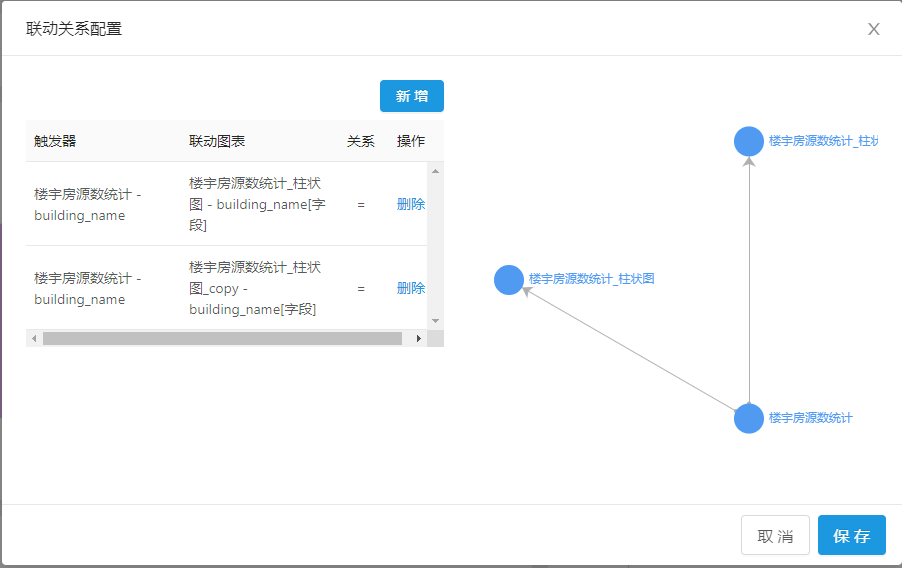 联动关系配置
新增
触发器 联动图表 关系 操作
楼宇房源数统计 -
building_name
楼宇房源数统计_柱状
图 - building_name[字
段]
=
删除
楼宇房源数统计 -
building_name
楼宇房源数统计_柱状
图_copy -
building_name[字段]
=
删除
楼宇房源数统计_柱状
楼宇房源数统计_柱状图
楼宇房源数统计
取消
保存